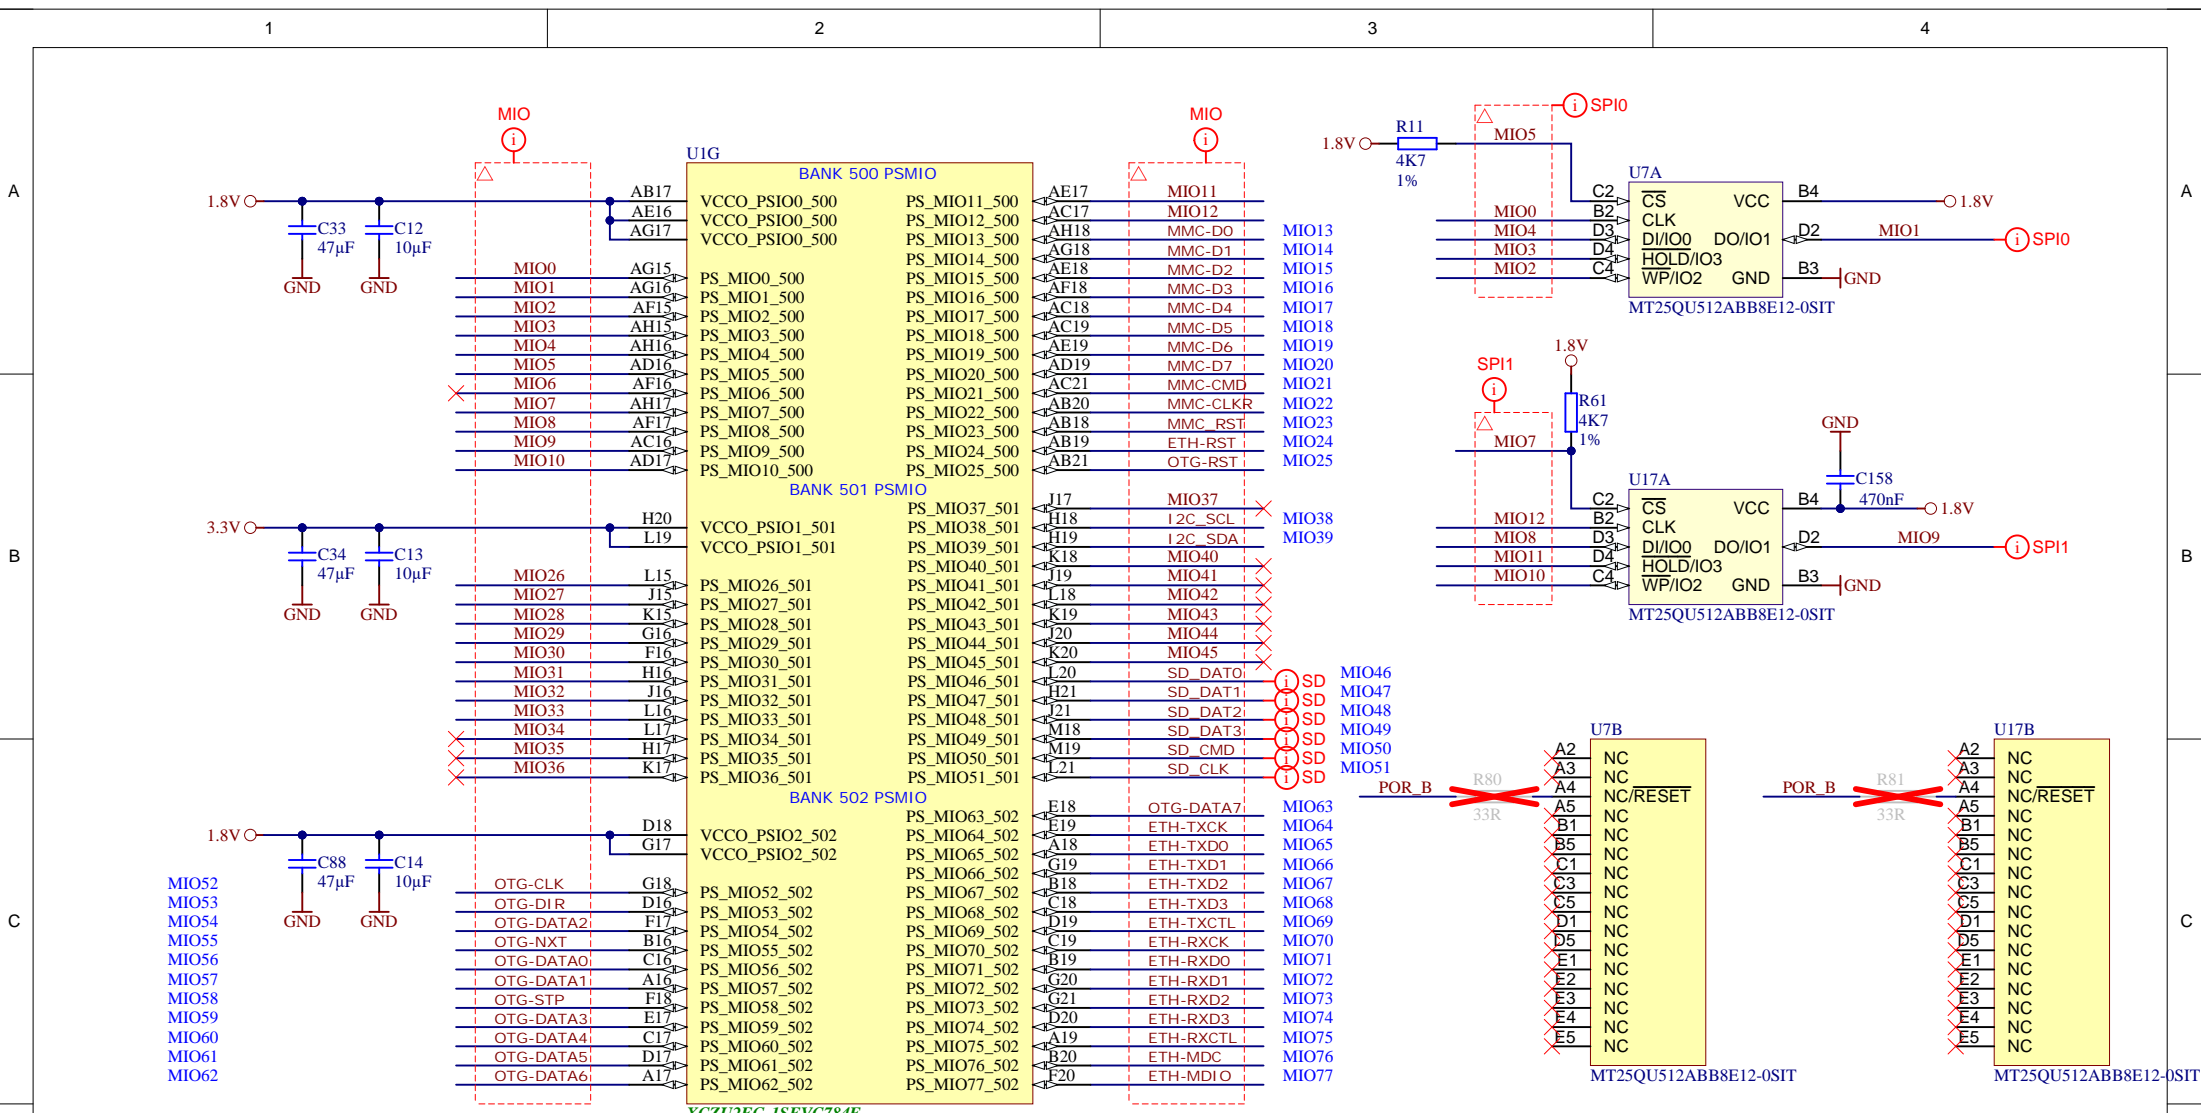 1 2 3 4
A A
B B
C C
MIO
MIO
U1G
BANK 500 PSMIO
1.8V
C33
47µF
C12
10µF
GND GND
AB17 VCCO_PSIO0_500
AE16 VCCO_PSIO0_500
AG17 VCCO_PSIO0_500
MIO0 AG15 PS_MIO0_500
MIO1 AG16 PS_MIO1_500
MIO2 AF15 PS_MIO2_500
MIO3 AH15 PS_MIO3_500
MIO4 AH16 PS_MIO4_500
MIO5 AD16 PS_MIO5_500
MIO6 AF16 PS_MIO6_500
MIO7 AH17 PS_MIO7_500
MIO8 AF17 PS_MIO8_500
MIO9 AC16 PS_MIO9_500
MIO10 AD17 PS_MIO10_500
PS_MIO11_500 AE17 MIO11
PS_MIO12_500 AC17 MIO12
PS_MIO13_500 AH18 MMC-D0 MIO13
PS_MIO14_500 AG18 MMC-D1 MIO14
PS_MIO15_500 AE18 MMC-D2 MIO15
PS_MIO16_500 AF18 MMC-D3 MIO16
PS_MIO17_500 AC18 MMC-D4 MIO17
PS_MIO18_500 AC19 MMC-D5 MIO18
PS_MIO19_500 AE19 MMC-D6 MIO19
PS_MIO20_500 AD19 MMC-D7 MIO20
PS_MIO21_500 AC21 MMC-CMD MIO21
PS_MIO22_500 AB20 MMC-CLKR MIO22
PS_MIO23_500 AB18 MMC_RST MIO23
PS_MIO24_500 AB19 ETH-RST MIO24
PS_MIO25_500 AB21 OTG-RST MIO25
BANK 501 PSMIO
3.3V
C34
47µF
C13
10µF
GND GND
H20 VCCO_PSIO1_501
L19 VCCO_PSIO1_501
MIO26 L15 PS_MIO26_501
MIO27 J15 PS_MIO27_501
MIO28 K15 PS_MIO28_501
MIO29 G16 PS_MIO29_501
MIO30 F16 PS_MIO30_501
MIO31 H16 PS_MIO31_501
MIO32 J16 PS_MIO32_501
MIO33 L16 PS_MIO33_501
MIO34 L17 PS_MIO34_501
MIO35 H17 PS_MIO35_501
MIO36 K17 PS_MIO36_501
PS_MIO37_501 J17 MIO37
PS_MIO38_501 H18 I2C_SCL MIO38
PS_MIO39_501 H19 I2C_SDA MIO39
PS_MIO40_501 K18 MIO40
PS_MIO41_501 J19 MIO41
PS_MIO42_501 L18 MIO42
PS_MIO43_501 K19 MIO43
PS_MIO44_501 J20 MIO44
PS_MIO45_501 K20 MIO45
PS_MIO46_501 L20 SD_DAT0 i SD MIO46
PS_MIO47_501 H21 SD_DAT1 i SD MIO47
PS_MIO48_501 J21 SD_DAT2 i SD MIO48
PS_MIO49_501 M18 SD_DAT3 i SD MIO49
PS_MIO50_501 M19 SD_CMD i SD MIO50
PS_MIO51_501 L21 SD_CLK i SD MIO51
BANK 502 PSMIO
1.8V
C88
47µF
C14
10µF
GND GND
D18 VCCO_PSIO2_502
G17 VCCO_PSIO2_502
MIO52 OTG-CLK G18 PS_MIO52_502
MIO53 OTG-DIR D16 PS_MIO53_502
MIO54 OTG-DATA2 F17 PS_MIO54_502
MIO55 OTG-NXT B16 PS_MIO55_502
MIO56 OTG-DATA0 C16 PS_MIO56_502
MIO57 OTG-DATA1 A16 PS_MIO57_502
MIO58 OTG-STP F18 PS_MIO58_502
MIO59 OTG-DATA3 E17 PS_MIO59_502
MIO60 OTG-DATA4 C17 PS_MIO60_502
MIO61 OTG-DATA5 D17 PS_MIO61_502
MIO62 OTG-DATA6 A17 PS_MIO62_502
PS_MIO63_502 E18 OTG-DATA7 MIO63
PS_MIO64_502 E19 ETH-TXCK MIO64
PS_MIO65_502 A18 ETH-TXD0 MIO65
PS_MIO66_502 G19 ETH-TXD1 MIO66
PS_MIO67_502 B18 ETH-TXD2 MIO67
PS_MIO68_502 C18 ETH-TXD3 MIO68
PS_MIO69_502 D19 ETH-TXCTL MIO69
PS_MIO70_502 C19 ETH-RXCK MIO70
PS_MIO71_502 B19 ETH-RXD0 MIO71
PS_MIO72_502 G20 ETH-RXD1 MIO72
PS_MIO73_502 G21 ETH-RXD2 MIO73
PS_MIO74_502 D20 ETH-RXD3 MIO74
PS_MIO75_502 A19 ETH-RXCTL MIO75
PS_MIO76_502 B20 ETH-MDC MIO76
PS_MIO77_502 F20 ETH-MDIO MIO77
i SPI0
1.8V R11 MIO5
4K7
1%
U7A
C2 CS VCC B4 1.8V
MIO0 B2 CLK
MIO4 D3 DI/IO0 DO/IO1 D2 MIO1 i SPI0
MIO3 D4 HOLD/IO3
MIO2 C4 WP/IO2 GND B3 GND
MT25QU512ABB8E12-0SIT
1.8V
SPI1
i
R61
4K7
1%
MIO7
GND
C158
470nF
U17A
C2 CS VCC B4 1.8V
MIO12 B2 CLK
MIO8 D3 DI/IO0 DO/IO1 D2 MIO9 i SPI1
MIO11 D4 HOLD/IO3
MIO10 C4 WP/IO2 GND B3 GND
MT25QU512ABB8E12-0SIT
U7B
A2 NC
A3 NC
POR_B R80 A4 NC/RESET
33R
A5 NC
B1 NC
B5 NC
C1 NC
C3 NC
C5 NC
D1 NC
D5 NC
E1 NC
E2 NC
E3 NC
E4 NC
E5 NC
MT25QU512ABB8E12-0SIT
U17B
A2 NC
A3 NC
POR_B R81 A4 NC/RESET
33R
A5 NC
B1 NC
B5 NC
C1 NC
C3 NC
C5 NC
D1 NC
D5 NC
E1 NC
E2 NC
E3 NC
E4 NC
E5 NC
MT25QU512ABB8E12-0SIT